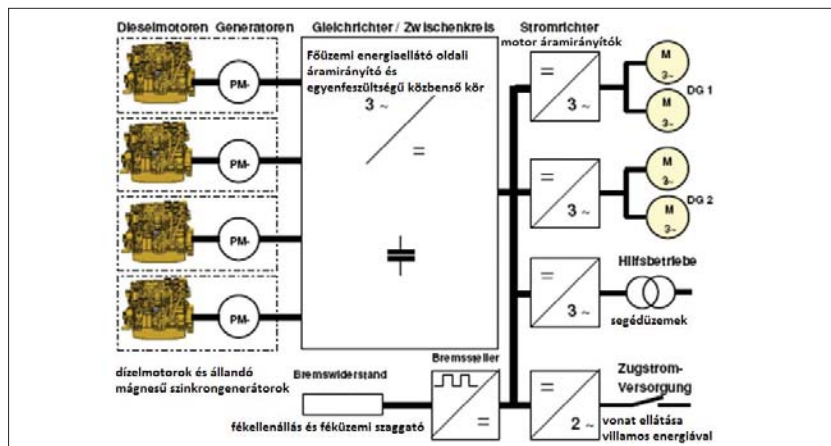 Dieselmotoren Generatoren
Gleichrichter / Zwischenkreis
Stromrichter
motor áramirányítók
Főüzemi energiaellátó oldali
áramirányító és
egyenfeszültségű közbenső kör
3 ~
=
PM~
PM~
PM~
PM~
=
3 ~
M
3~
M
3~
DG 1
=
3 ~
M
3~
M
3~
DG 2
=
3 ~
Hilfsbetriebe
segédüzemek
dízelmotorok és állandó
mágnesű szinkrongenerátorok
Bremswiderstand
fékellenállás és féküzemi szaggató
Bremssteller
=
=
2 ~
Zugstrom-
Versorgung
vonat ellátása
villamos energiával